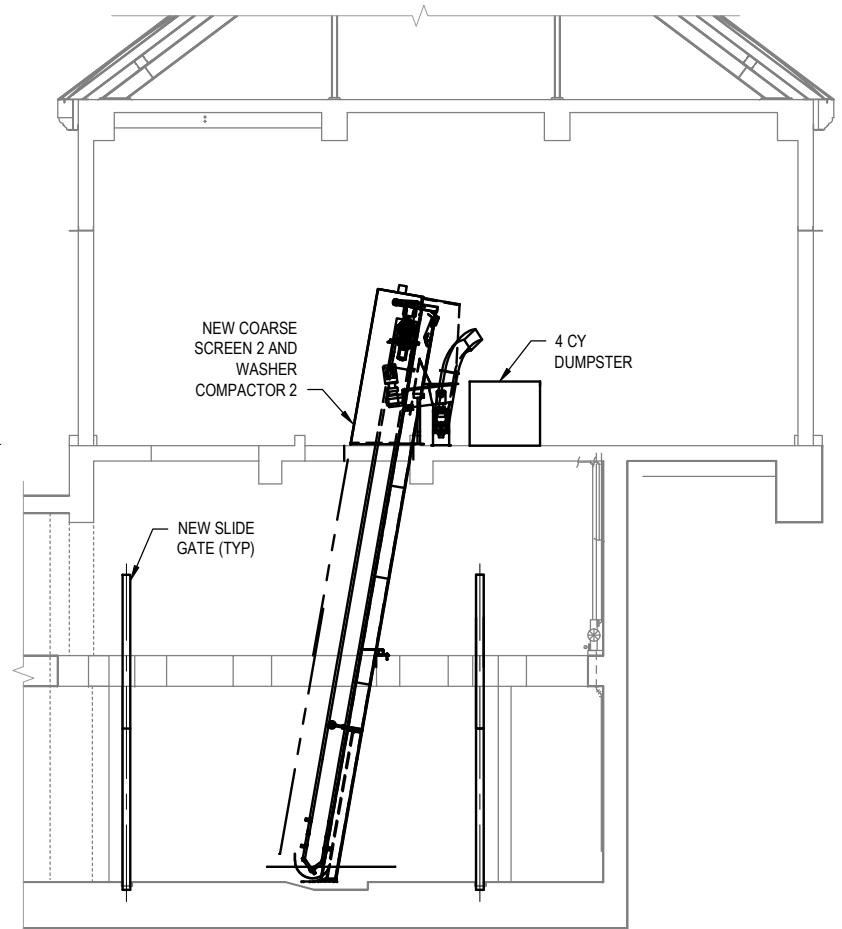 NEW COARSE
SCREEN 2 AND
WASHER
COMPACTOR 2
4 CY
DUMPSTER
NEW SLIDE
GATE (TYP)